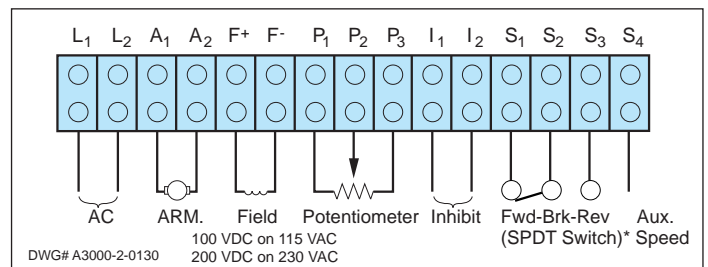 L1 L2 A1 A2 F+ F- P1 P2 P3 I1 I2 S1 S2 S3 S4
AC ARM. Field Potentiometer Inhibit Fwd-Brk-Rev Aux.
100 VDC on 115 VAC (SPDT Switch)* Speed
DWG# A3000-2-0130 200 VDC on 230 VAC